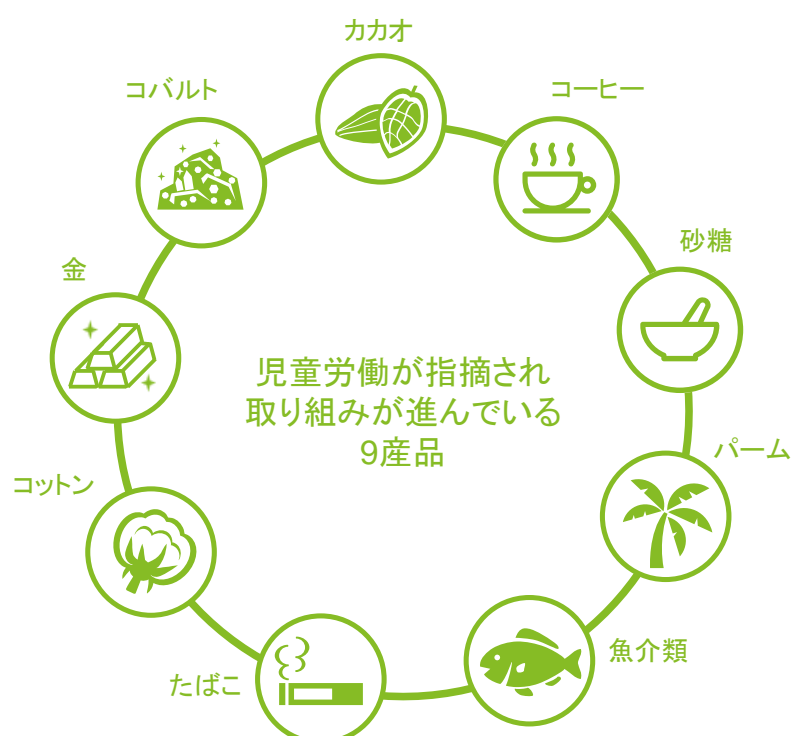 カカオ
コーヒー
砂糖
パーム
魚介類
たばこ
コットン
金
コバルト
児童労働が指摘され
取り組みが進んでいる
9産品